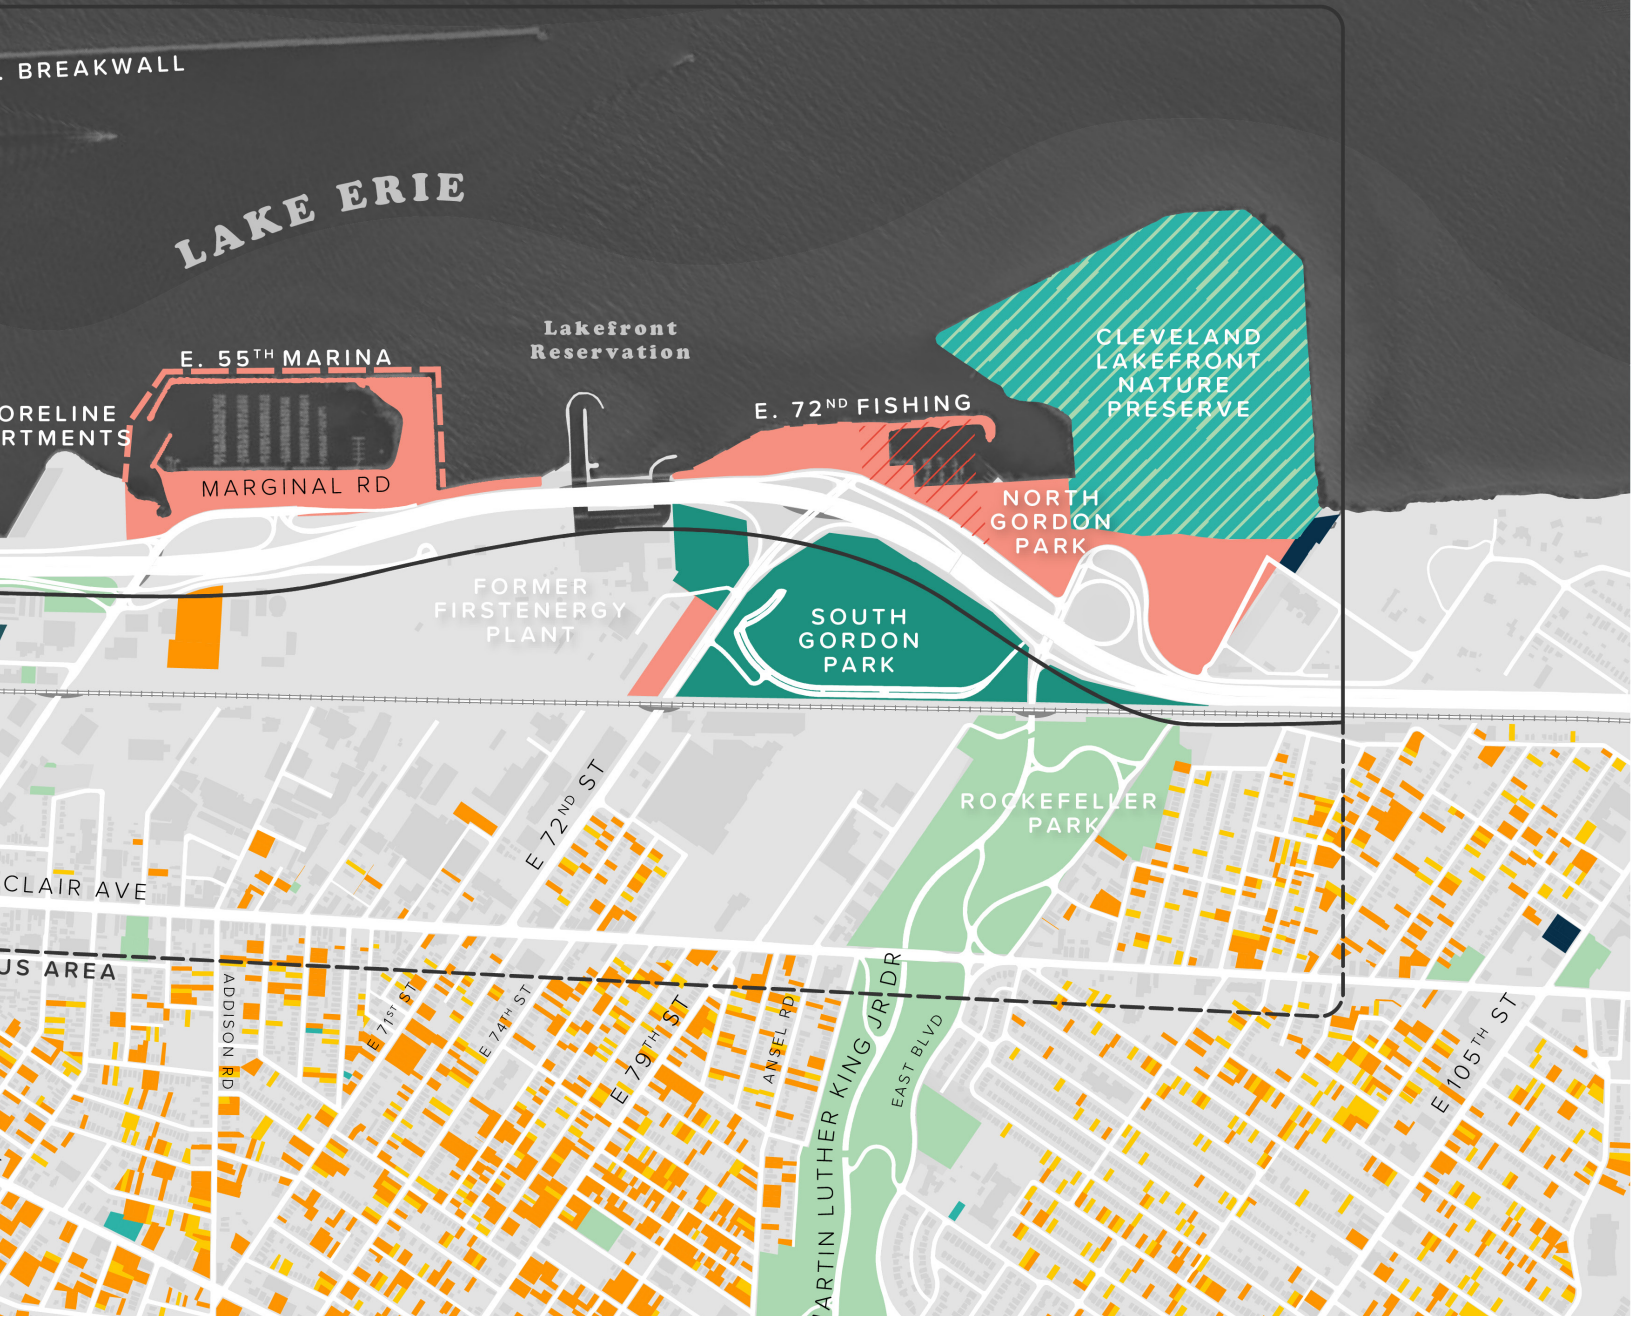 . BREAKWALL
LAKE ERIE
Lakefront
Reservation
E. 55TH MARINA
CLEVELAND
LAKEFRONT
NATURE
PRESERVE
ORELINE
RTMENTS
E. 72ND FISHING
MARGINAL RD
NORTH
GORDON
PARK
FORMER
FIRSTENERGY
PLANT
SOUTH
GORDON
PARK
E 72ND ST
ROCKEFELLER
PARK
CLAIR AVE
US AREA
ADDISON RD
E 71ST ST
E 74TH ST
E 79TH ST
ANSEL RD
ARTIN LUTHER KING JR DR
EAST BLVD
E 105TH ST